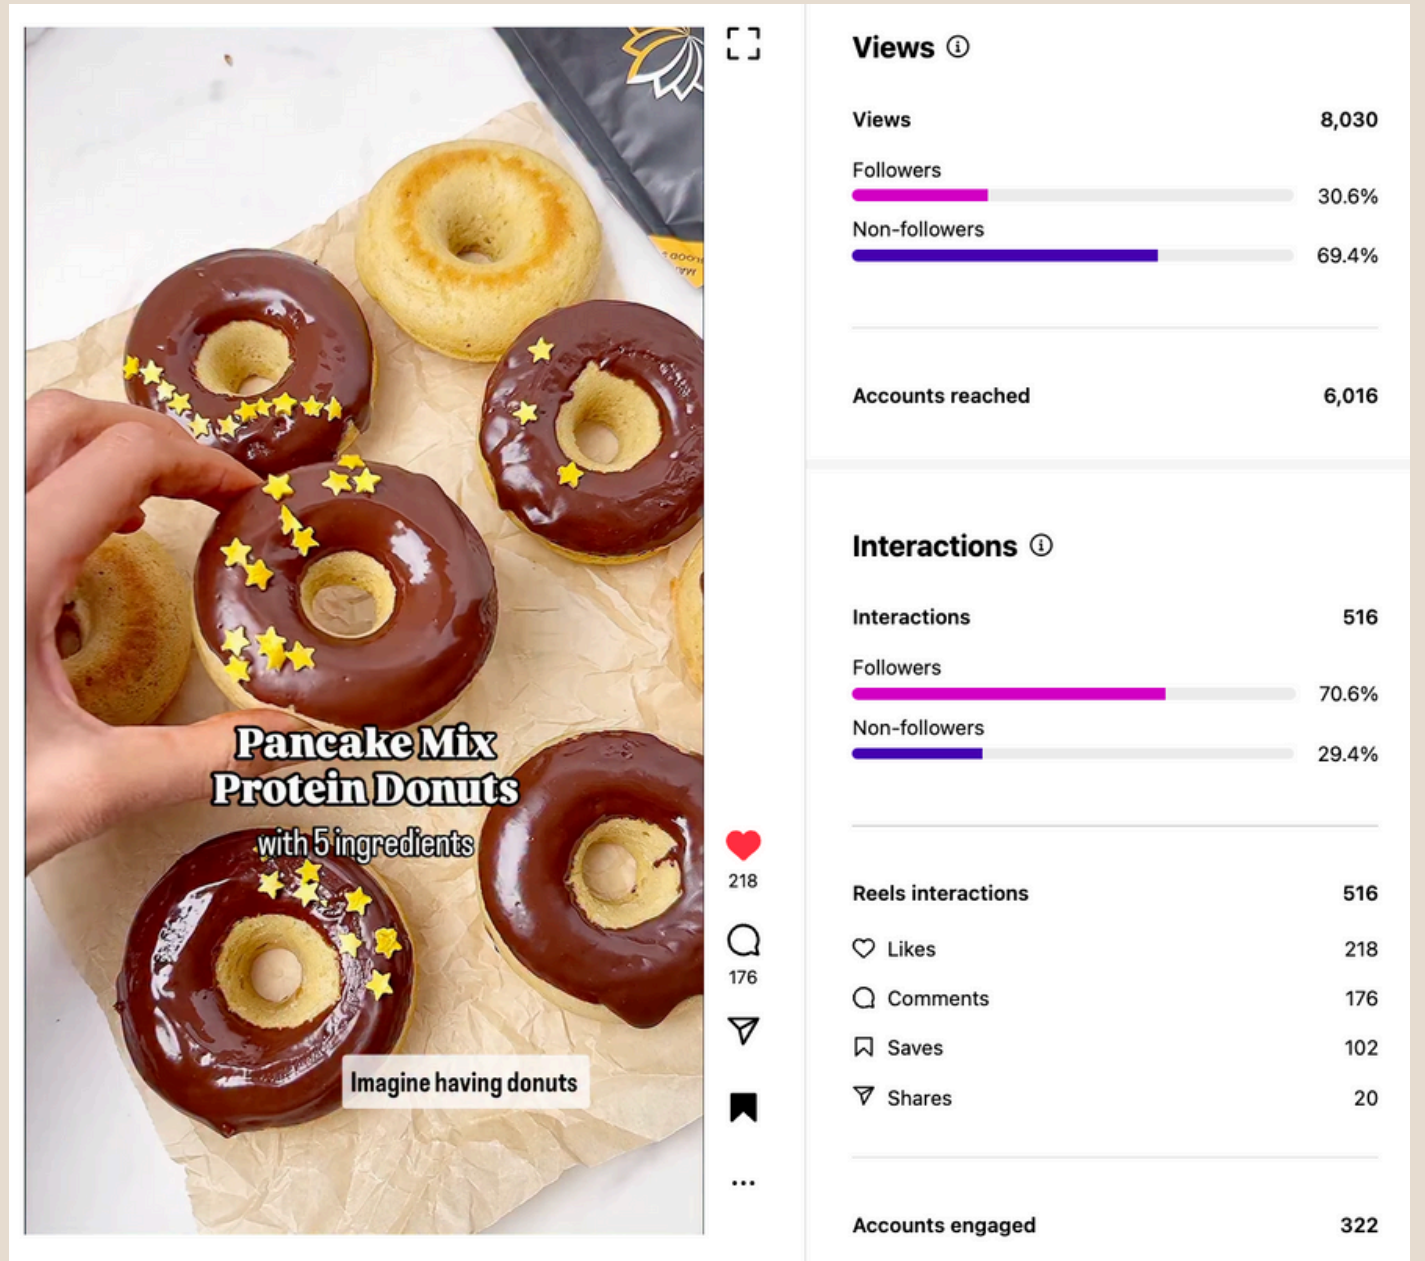 Pancake Mix
Protein Donuts
with 5 ingredients
Imagine having donuts
218
176
Views
Views 8,030
Followers
30.6%
Non-followers
69.4%
Accounts reached 6,016
Interactions
Interactions 516
Followers
70.6%
Non-followers
29.4%
Reels interactions 516
Likes 218
Comments 176
Saves 102
Shares 20
Accounts engaged 322